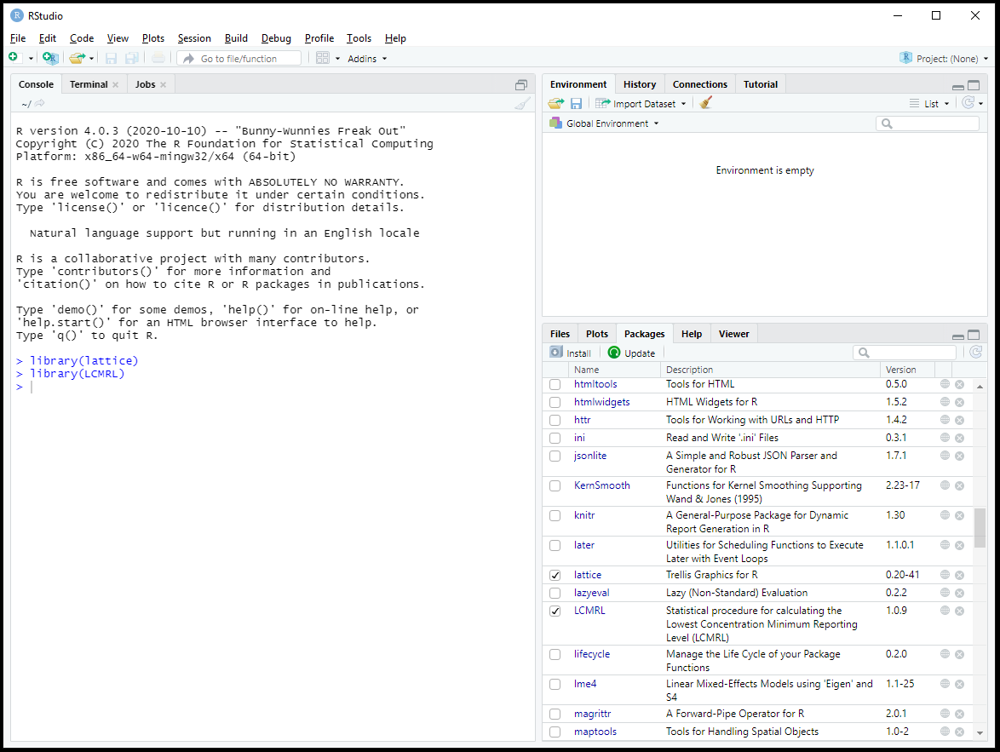 RStudio
File Edit Code View Plots Session Build Debug Profile Tools Help
Go to file/function Addins Project: (None)
Console Terminal Jobs
~/
R version 4.0.3 (2020-10-10) -- "Bunny-Wunnies Freak Out"
Copyright (C) 2020 The R Foundation for Statistical Computing
Platform: x86_64-w64-mingw32/x64 (64-bit)
R is free software and comes with ABSOLUTELY NO WARRANTY.
You are welcome to redistribute it under certain conditions.
Type 'license()' or 'licence()' for distribution details.
Natural language support but running in an English locale
R is a collaborative project with many contributors.
Type 'contributors()' for more information and
'citation()' on how to cite R or R packages in publications.
Type 'demo()' for some demos, 'help()' for on-line help, or
'help.start()' for an HTML browser interface to help.
Type 'q()' to quit R.
> library(lattice)
> library(LCMRL)
>
Environment History Connections Tutorial
Import Dataset List
Global Environment
Environment is empty
Files Plots Packages Help Viewer
Install Update
Name Description Version
htmltools Tools for HTML 0.5.0
htmlwidgets HTML Widgets for R 1.5.2
httr Tools for Working with URLs and HTTP 1.4.2
ini Read and Write '.ini' Files 0.3.1
jsonlite A Simple and Robust JSON Parser and 1.7.1
Generator for R
KernSmooth Functions for Kernel Smoothing Supporting 2.23-17
Wand & Jones (1995)
knitr A General-Purpose Package for Dynamic 1.30
Report Generation in R
later Utilities for Scheduling Functions to Execute 1.1.0.1
Later with Event Loops
lattice Trellis Graphics for R 0.20-41
lazyeval Lazy (Non-Standard) Evaluation 0.2.2
LCMRL Statistical procedure for calculating the 1.0.9
Lowest Concentration Minimum Reporting
Level (LCMRL)
lifecycle Manage the Life Cycle of your Package 0.2.0
Functions
lme4 Linear Mixed-Effects Models using 'Eigen' and 1.1-25
S4
magrittr A Forward-Pipe Operator for R 2.0.1
maptools Tools for Handling Spatial Objects 1.0-2